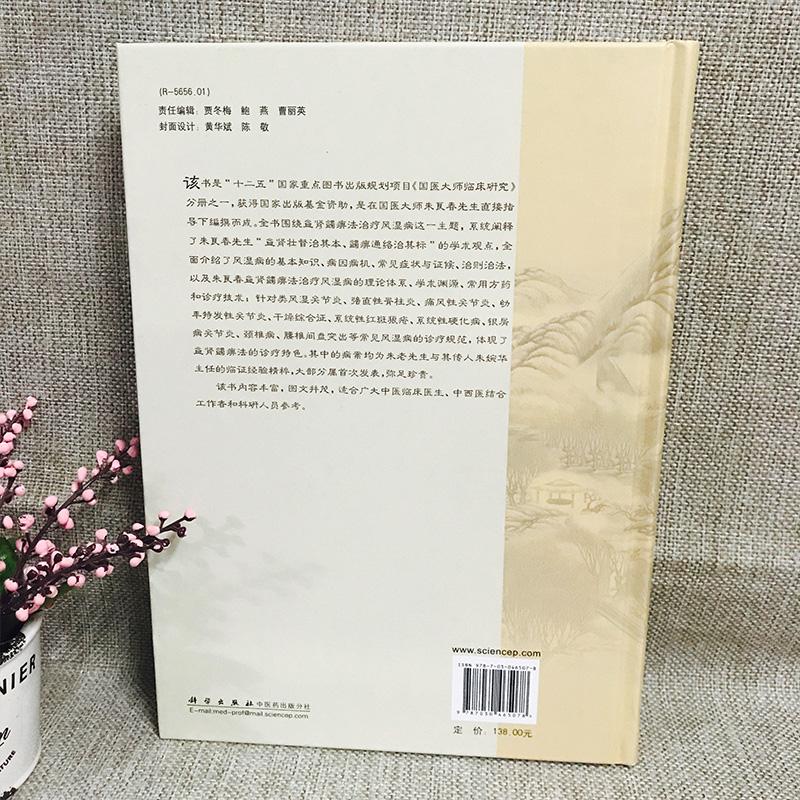 (R-5656.01)
责任编辑：贾冬梅 鲍 燕 曹丽英
封面设计：黄华斌 陈 敬
该书是“十二五”国家重点图书出版规划项目《国医大师临床研究》
分册之一，获得国家出版基金资助，是在国医大师朱良春先生直接指
导下编撰而成。全书围绕益肾蠲痹法治疗风湿病这一主题，系统阐释
了朱良春先生“益肾壮督治其本、蠲痹通络治其标”的学术观点，全
面介绍了风湿病的基本知识、病因病机、常见症状与证候、治则治法，
以及朱良春益肾蠲痹法治疗风湿病的理论体系、学术渊源、常用方药
和诊疗技术；针对类风湿关节炎、强直性脊柱炎、痛风性关节炎、幼
年特发性关节炎、干燥综合征、系统性红斑狼疮、系统性硬化病、银屑
病关节炎、颈椎病、腰椎间盘突出等常见风湿病的诊疗规范，体现了
益肾蠲痹法的诊疗特色。其中的病案均为朱老先生与其传人朱婉华
主任的临证经验精粹，大部分属首次发表，弥足珍贵。
该书内容丰富，图文并茂，适合广大中医临床医生、中西医结合
工作者和科研人员参考。
www.sciencep.com
ISBN 978-7-03-046507-8
9 787030 465078
定 价：138.00元
科学出版社 中医药出版分社
E-mail:med-prof@mail.sciencep.com
NIER